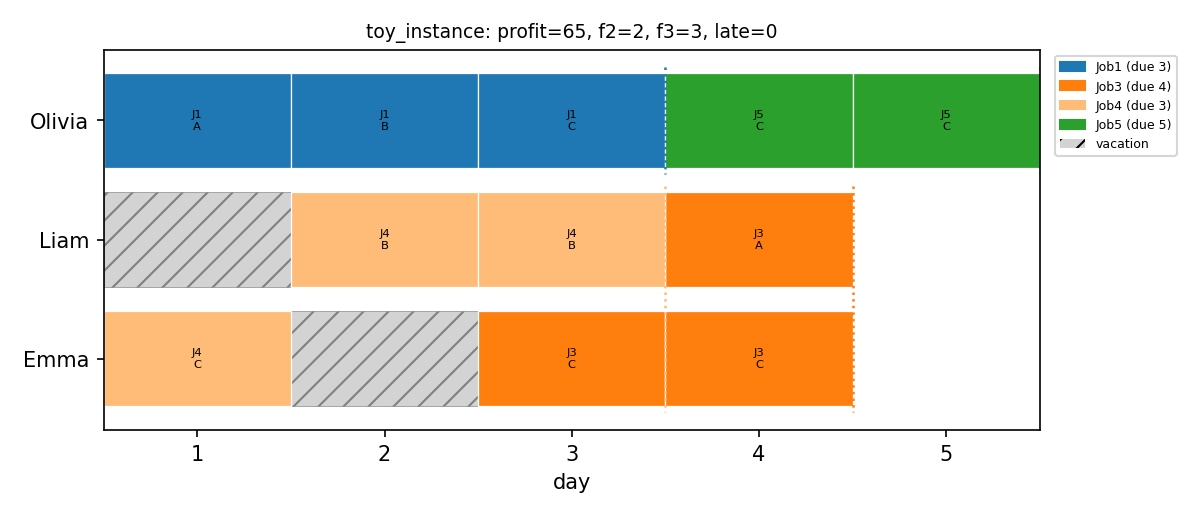 toy_instance: profit=65, f2=2, f3=3, late=0
Olivia
J1
A
J1
B
J1
C
J5
C
J5
C
Liam
J4
B
J4
B
J3
A
Emma
J4
C
J3
C
J3
C
1 2 3 4 5
day
Job1 (due 3)
Job3 (due 4)
Job4 (due 3)
Job5 (due 5)
vacation